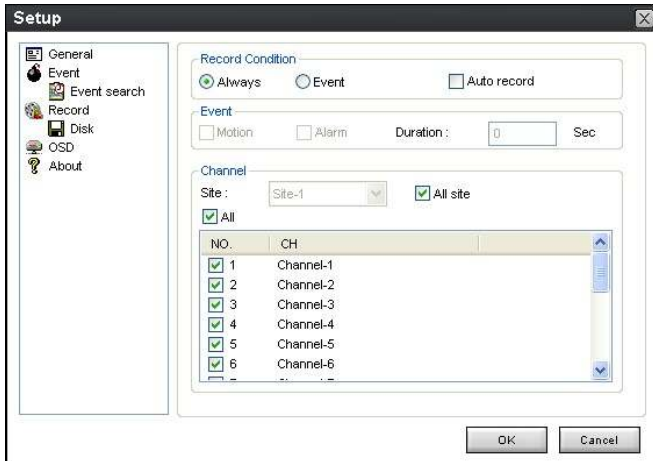 Setup
General
Event
Event search
Record
Disk
OSD
About
Record Condition
Always Event Auto record
Event
Motion Alarm Duration : 0 Sec
Channel
Site : Site-1 All site
All
NO. CH
1 Channel-1
2 Channel-2
3 Channel-3
4 Channel-4
5 Channel-5
6 Channel-6
OK Cancel